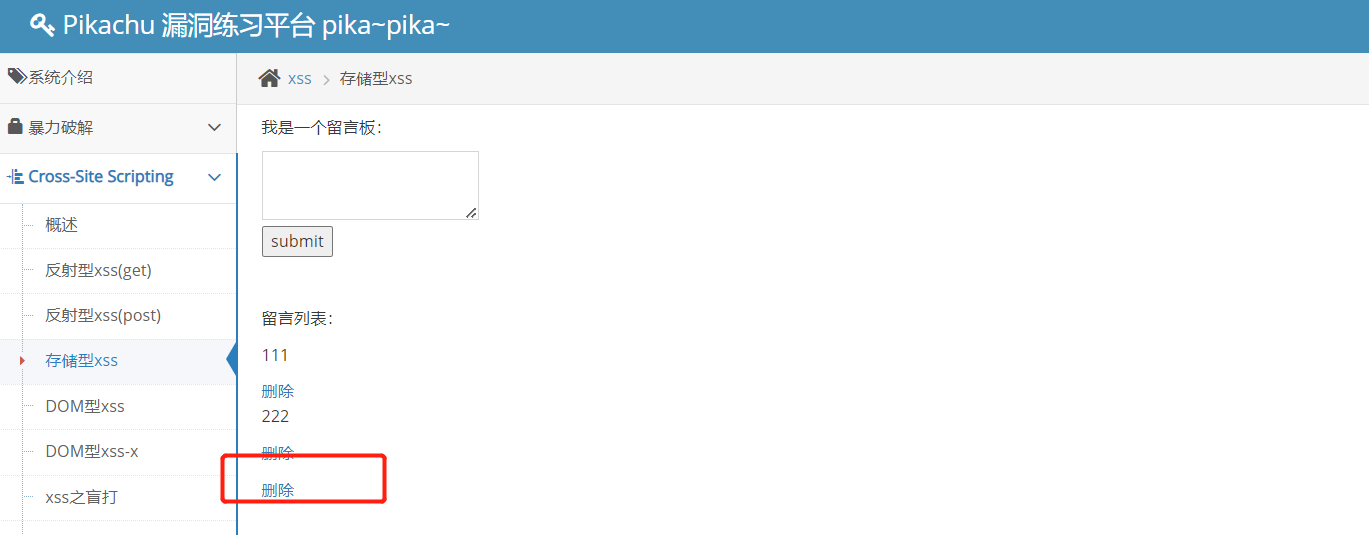 Pikachu 漏洞练习平台 pika~pika~
系统介绍
暴力破解
Cross-Site Scripting
概述
反射型xss(get)
反射型xss(post)
存储型xss
DOM型xss
DOM型xss-x
xss之盲打
xss > 存储型xss
我是一个留言板：
submit
留言列表：
111
删除
222
删除
删除